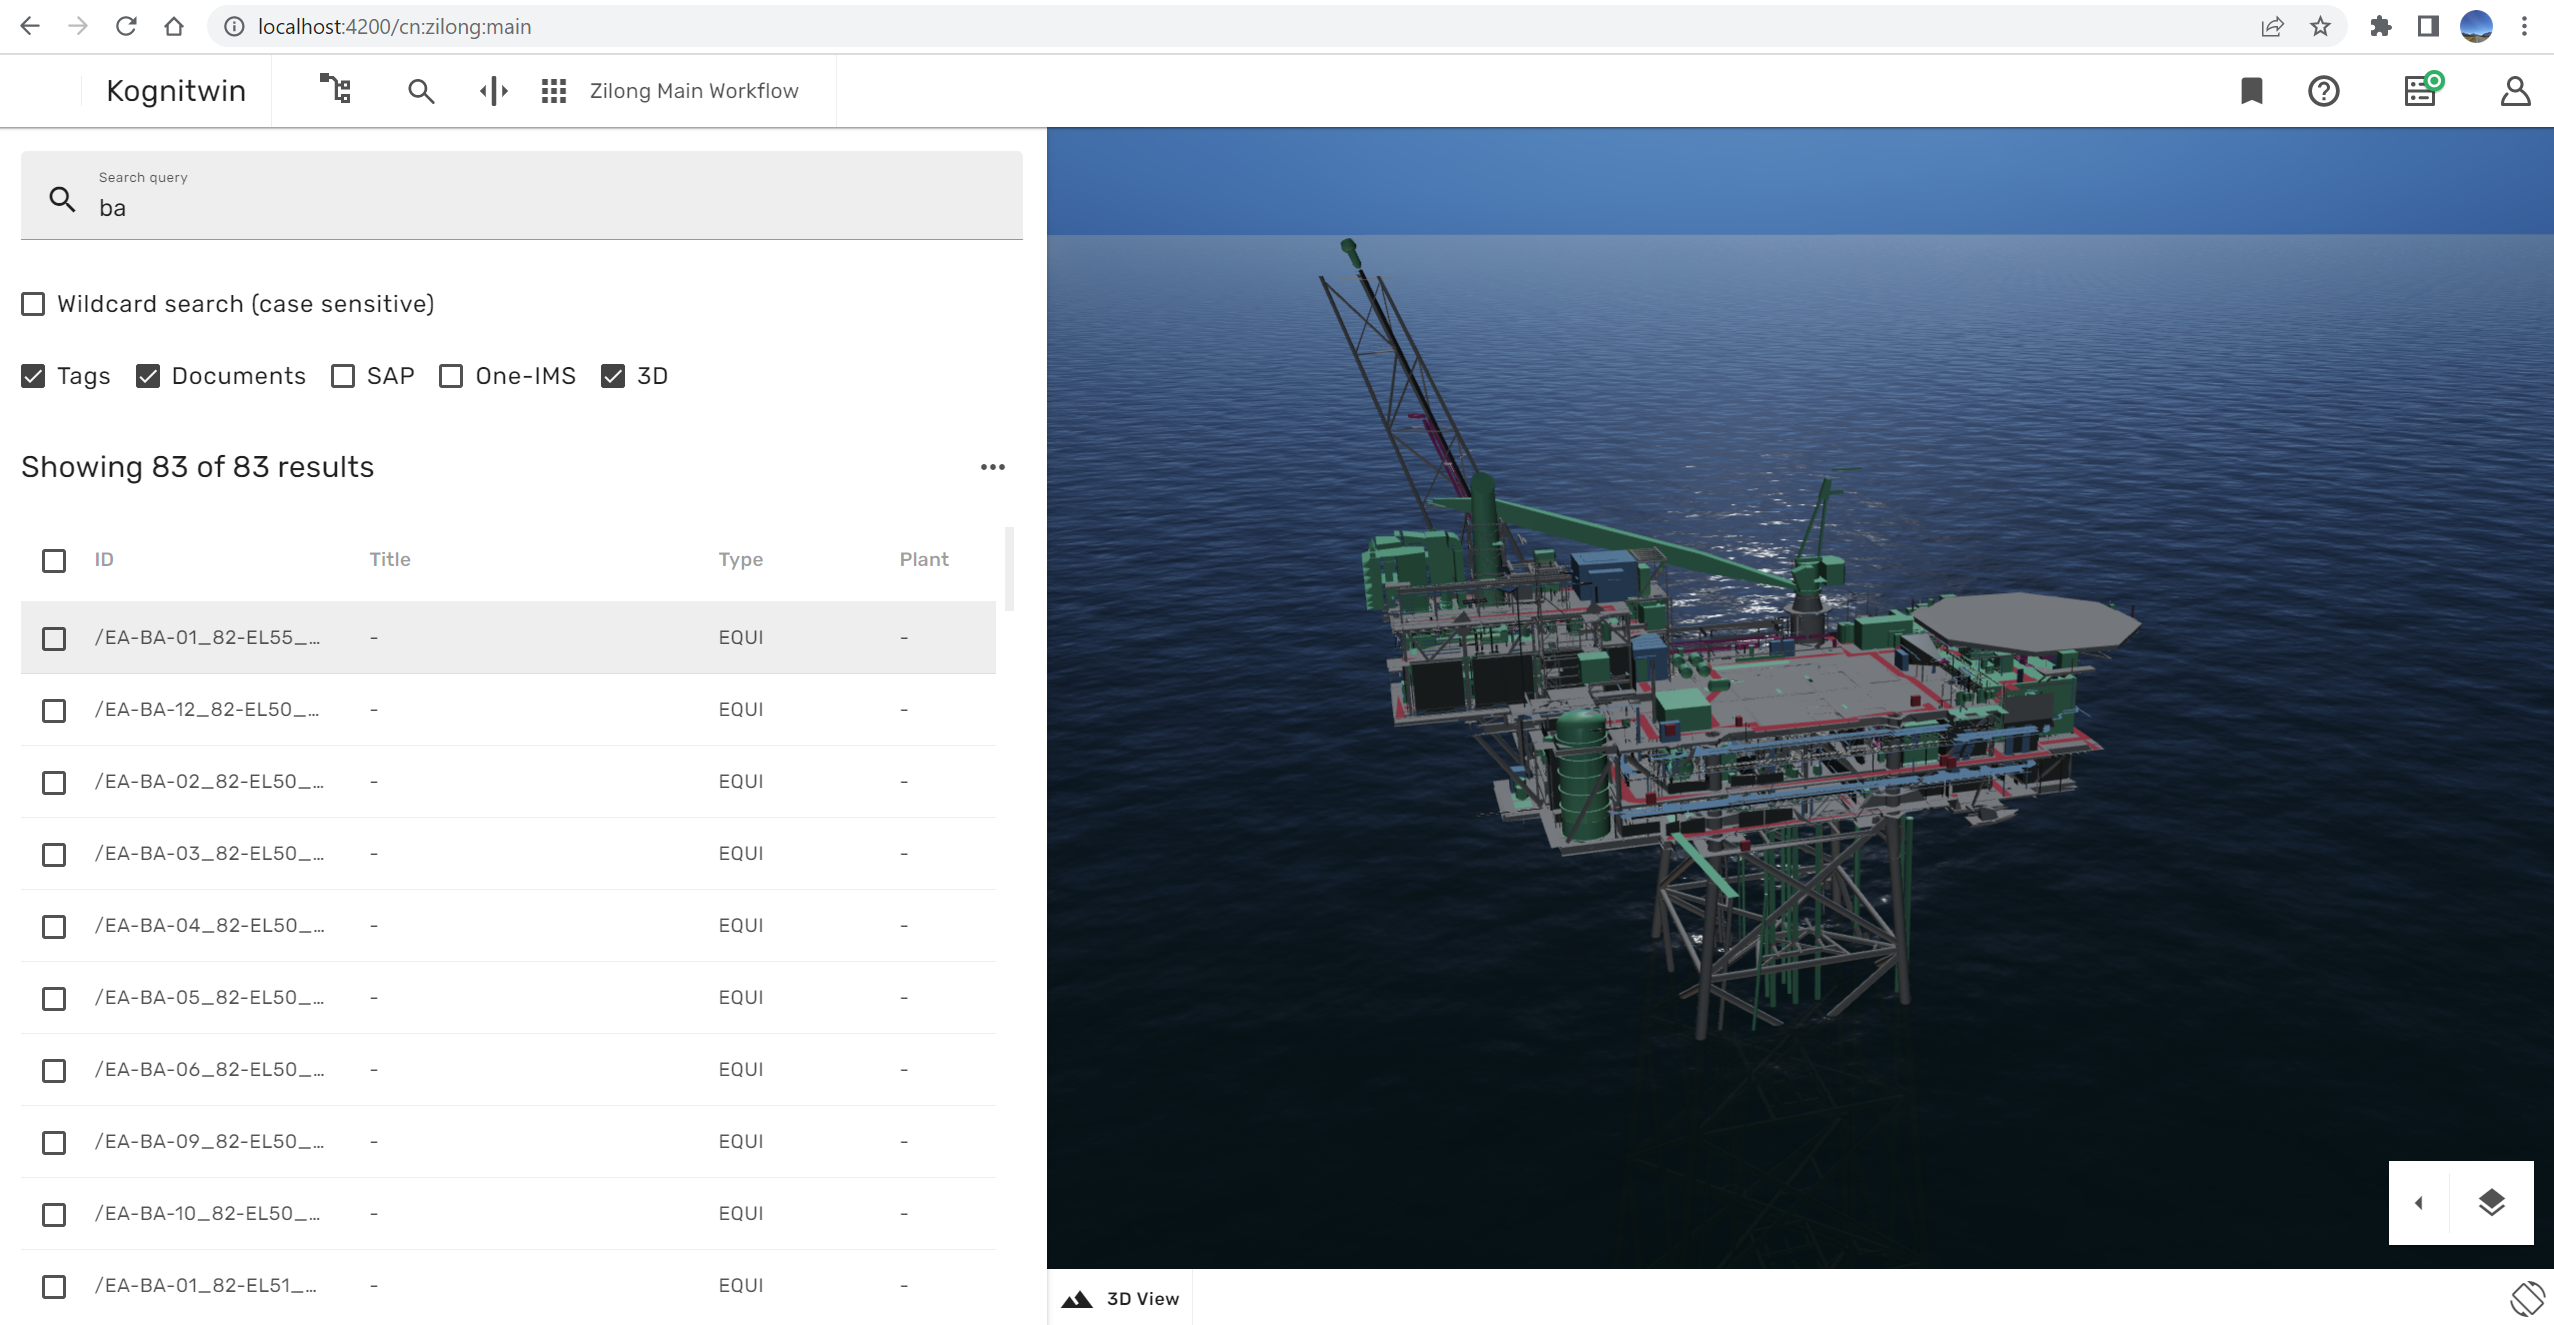 localhost:4200/cn:zilong:main
Kognitwin
Zilong Main Workflow
Search query
ba
Wildcard search (case sensitive)
Tags Documents SAP One-IMS 3D
Showing 83 of 83 results
ID Title Type Plant
/EA-BA-01_82-EL55_… - EQUI -
/EA-BA-12_82-EL50_… - EQUI -
/EA-BA-02_82-EL50_… - EQUI -
/EA-BA-03_82-EL50_… - EQUI -
/EA-BA-04_82-EL50_… - EQUI -
/EA-BA-05_82-EL50_… - EQUI -
/EA-BA-06_82-EL50_… - EQUI -
/EA-BA-09_82-EL50_… - EQUI -
/EA-BA-10_82-EL50_… - EQUI -
/EA-BA-01_82-EL51_… - EQUI -
3D View